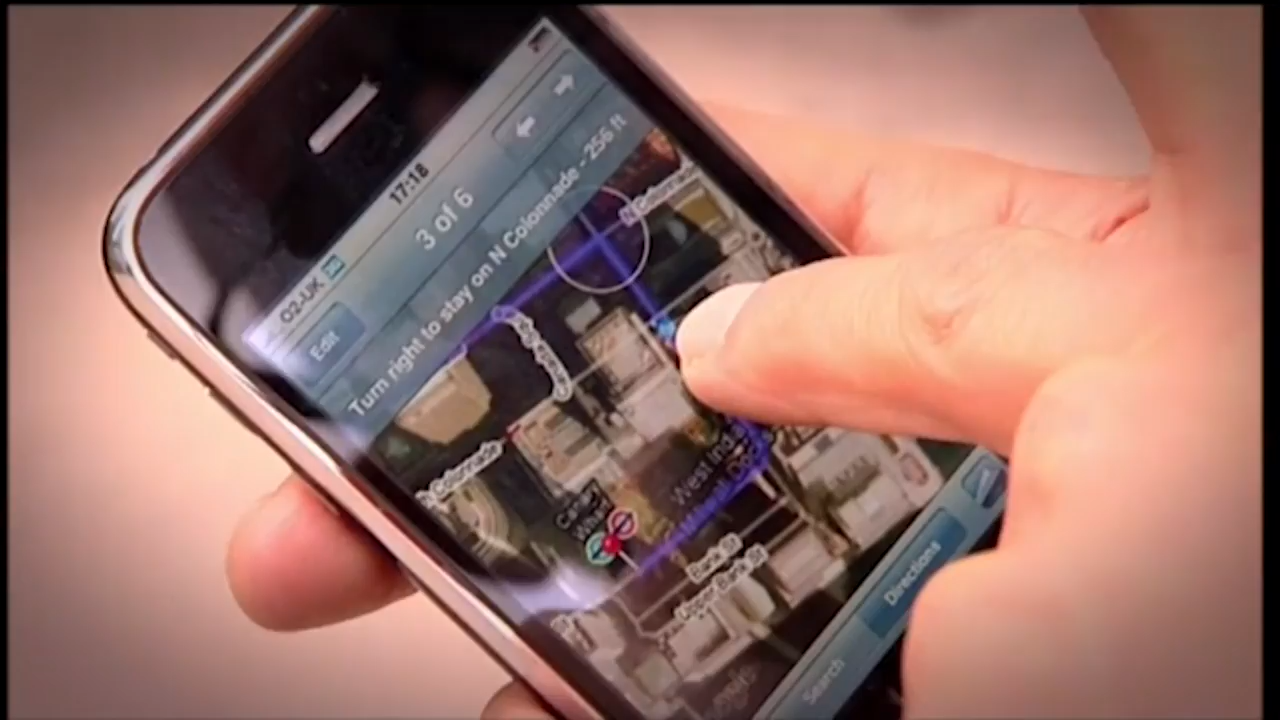 O2-UK 17:18
Edit
3 of 6
Turn right to stay on N Colonnade - 256 ft
N Colonnade
N Colonnade
Canary
Wharf
West India
Bank St
Upper Bank St
Search
Directions
Google